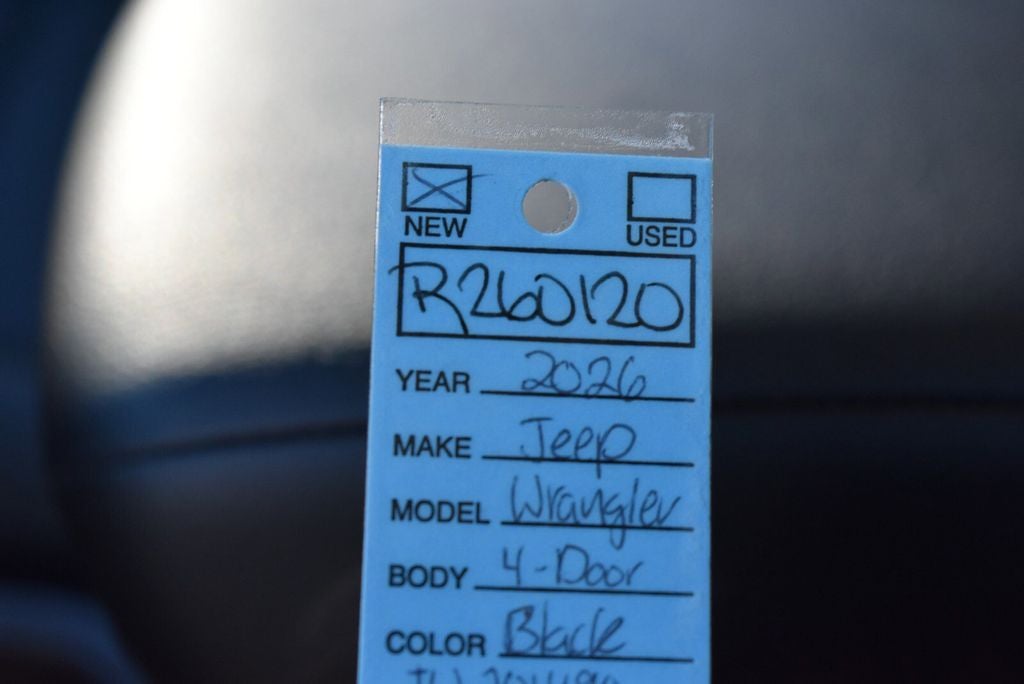 NEW USED
R260120
YEAR 2026
MAKE Jeep
MODEL Wrangler
BODY 4-Door
COLOR Black